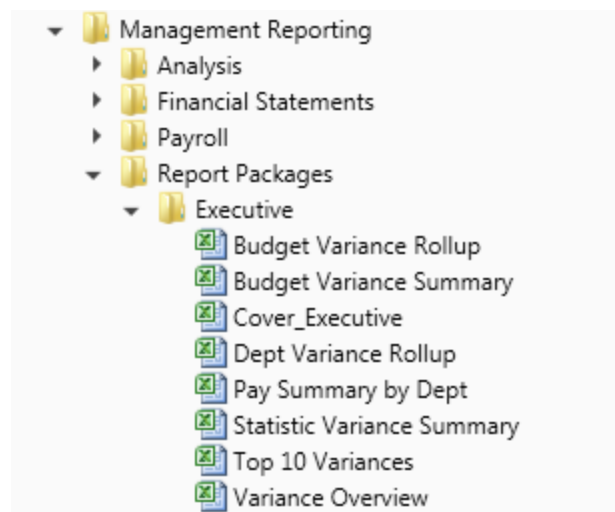 Management Reporting
Analysis
Financial Statements
Payroll
Report Packages
Executive
Budget Variance Rollup
Budget Variance Summary
Cover_Executive
Dept Variance Rollup
Pay Summary by Dept
Statistic Variance Summary
Top 10 Variances
Variance Overview